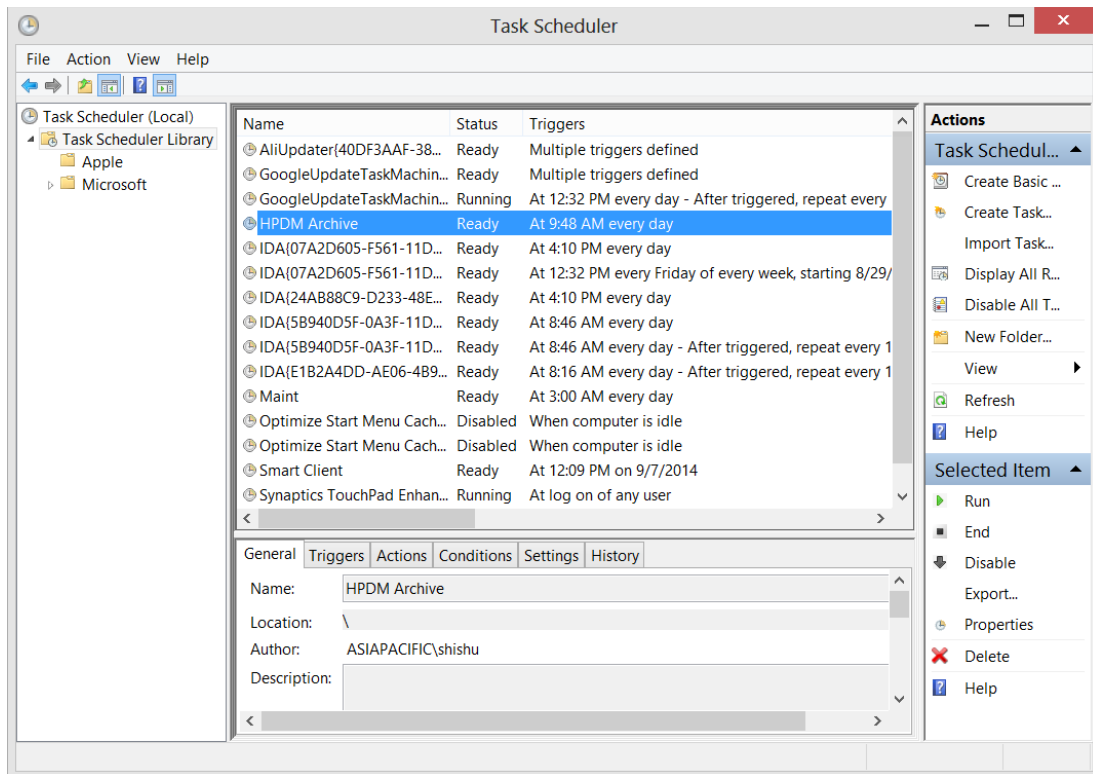 Task Scheduler
File Action View Help
Task Scheduler (Local)
Task Scheduler Library
Apple
Microsoft
Name Status Triggers
AliUpdater{40DF3AAF-38... Ready Multiple triggers defined
GoogleUpdateTaskMachin... Ready Multiple triggers defined
GoogleUpdateTaskMachin... Running At 12:32 PM every day - After triggered, repeat every
HPDM Archive Ready At 9:48 AM every day
IDA{07A2D605-F561-11D... Ready At 4:10 PM every day
IDA{07A2D605-F561-11D... Ready At 12:32 PM every Friday of every week, starting 8/29/
IDA{24AB88C9-D233-48E... Ready At 4:10 PM every day
IDA{5B940D5F-0A3F-11D... Ready At 8:46 AM every day
IDA{5B940D5F-0A3F-11D... Ready At 8:46 AM every day - After triggered, repeat every 1
IDA{E1B2A4DD-AE06-4B9... Ready At 8:16 AM every day - After triggered, repeat every 1
Maint Ready At 3:00 AM every day
Optimize Start Menu Cach... Disabled When computer is idle
Optimize Start Menu Cach... Disabled When computer is idle
Smart Client Ready At 12:09 PM on 9/7/2014
Synaptics TouchPad Enhan... Running At log on of any user
General Triggers Actions Conditions Settings History
Name: HPDM Archive
Location: \
Author: ASIAPACIFIC\shishu
Description:
Actions
Task Schedul...
Create Basic ...
Create Task...
Import Task...
Display All R...
Disable All T...
New Folder...
View
Refresh
Help
Selected Item
Run
End
Disable
Export...
Properties
Delete
Help